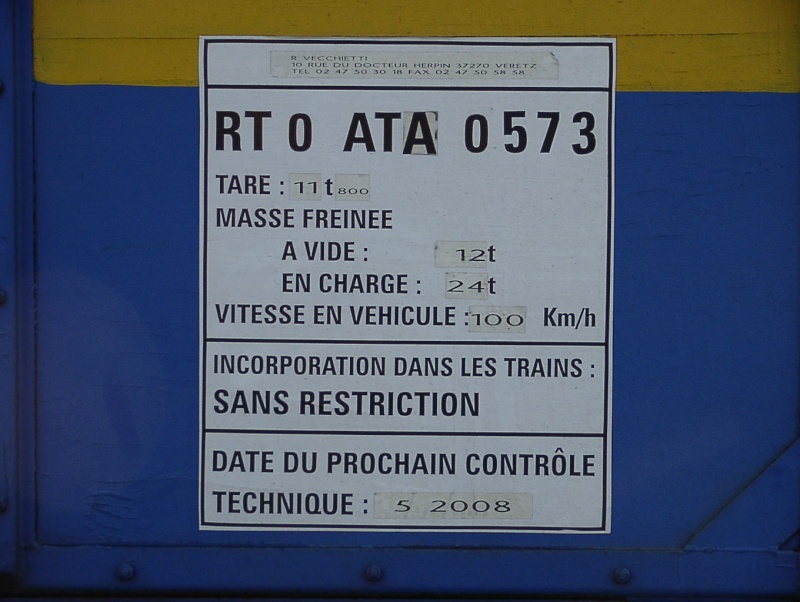 R VECCHIETTI
10 RUE DU DOCTEUR HERPIN 37270 VERETZ
TEL 02 47 50 30 18 FAX 02 47 50 58 58
RT 0 ATA 0573
TARE : 11 t 800
MASSE FREINEE
A VIDE : 12t
EN CHARGE : 24t
VITESSE EN VEHICULE : 100 Km/h
INCORPORATION DANS LES TRAINS :
SANS RESTRICTION
DATE DU PROCHAIN CONTRÔLE
TECHNIQUE : 5 2008